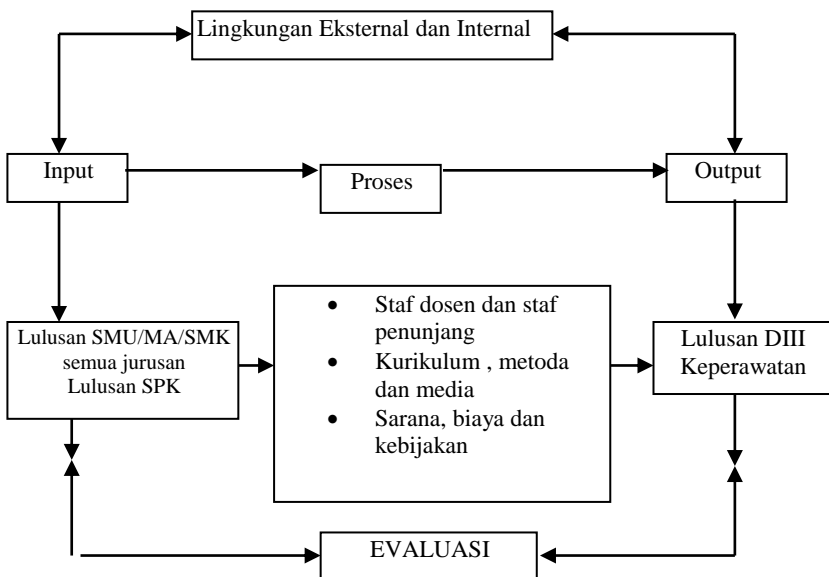 Lingkungan Eksternal dan Internal
Input
Proses
Output
Lulusan SMU/MA/SMK
semua jurusan
Lulusan SPK
• Staf dosen dan staf
penunjang
• Kurikulum , metoda
dan media
• Sarana, biaya dan
kebijakan
Lulusan DIII
Keperawatan
EVALUASI